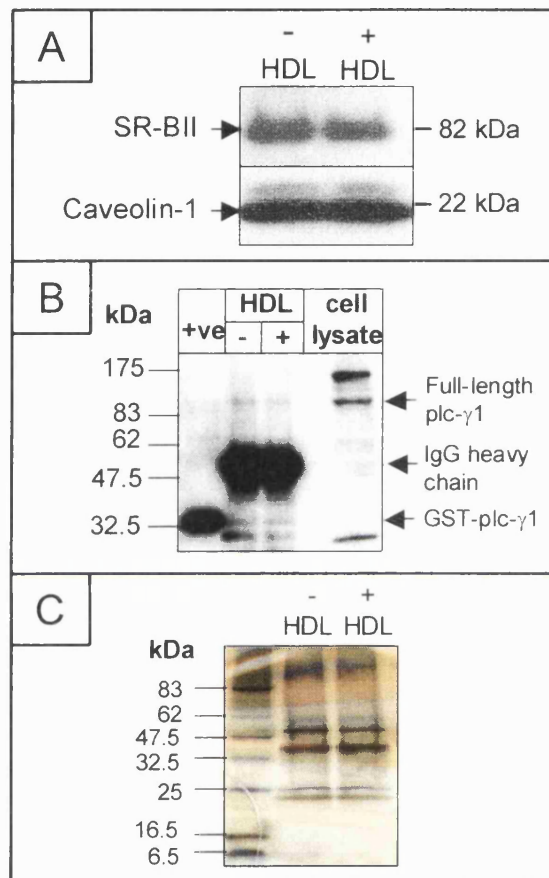 A
- +
HDL HDL
SR-BII 82 kDa
Caveolin-1 22 kDa
B
kDa +ve HDL cell lysate
- +
175
83
62
47.5
32.5
Full-length plc-γ1
IgG heavy chain
GST-plc-γ1
C
- +
HDL HDL
kDa
83
62
47.5
32.5
25
16.5
6.5